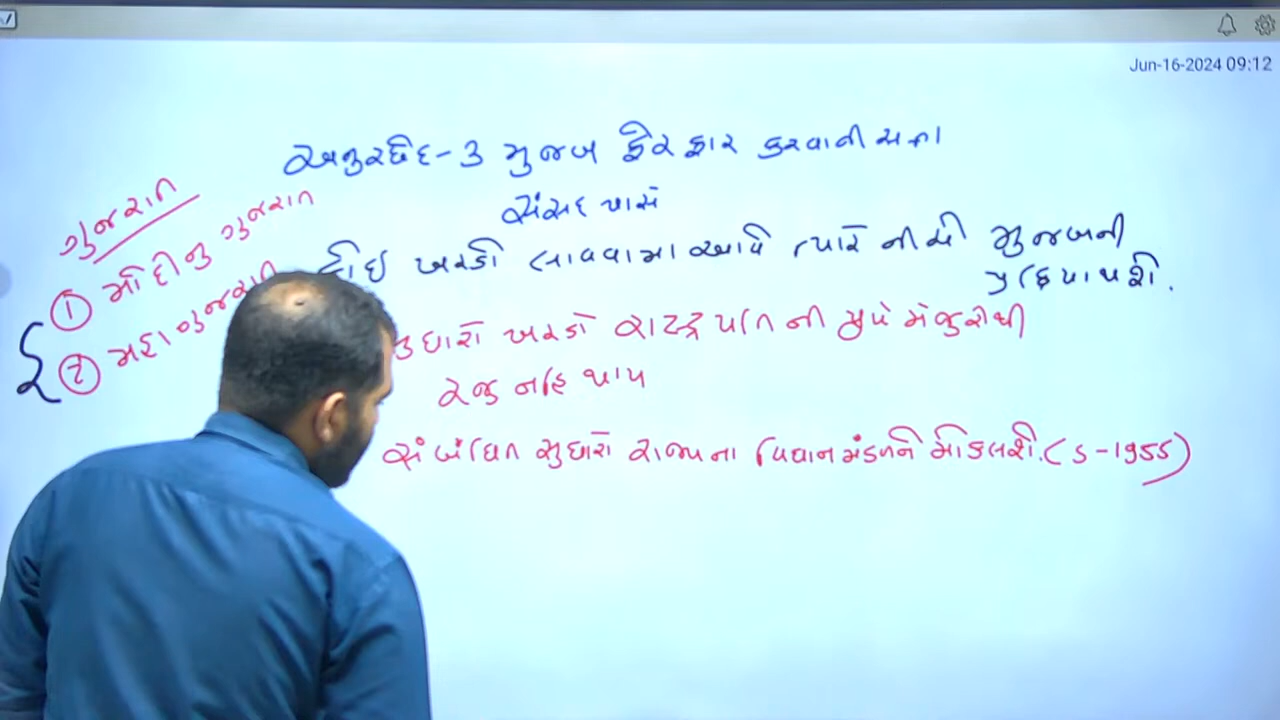 Jun-16-2024 09:12
અનુચ્છેદ-3 મુજબ ફેરફાર કરવાની સત્તા
સંસદ પાસે
કોઇ ખરડો લાવવામા આવે ત્યારે નીચે મુજબની
પ્રક્રિયા થશે.
સુધારો ખરડો રાષ્ટ્રપતિની પુર્વ મંજુરીથી
રજુ નહિ થાય
સંબંધિત સુધારો રાજ્યના વિધાનમંડળને મોકલશે. (5-1955)
ગુજરાત
① મોદીનુ ગુજરાત
② મહાગુજરાત